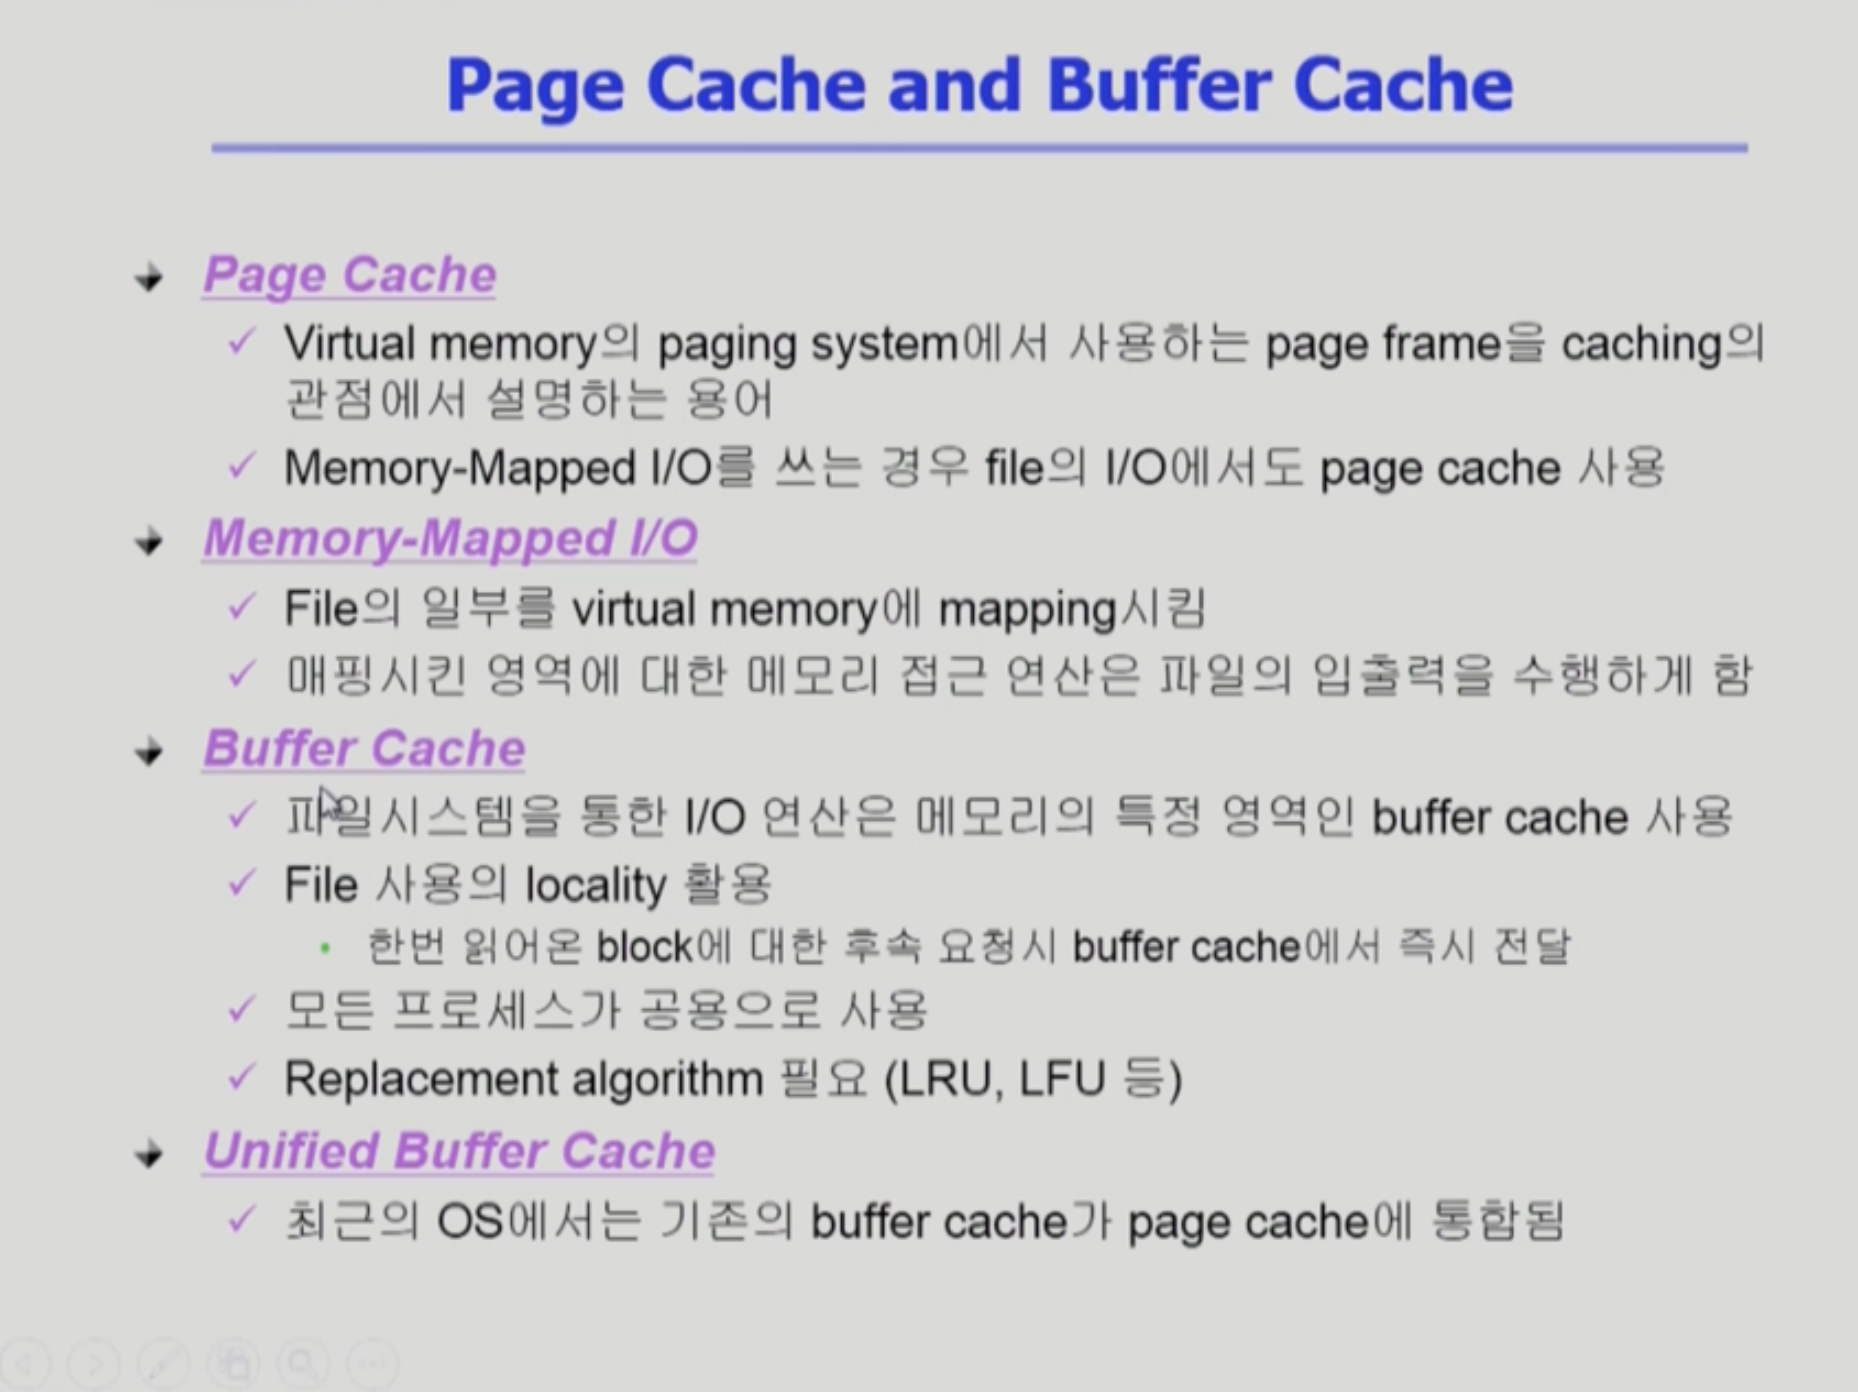 Page Cache and Buffer Cache
Page Cache
Virtual memory의 paging system에서 사용하는 page frame을 caching의
관점에서 설명하는 용어
Memory-Mapped I/O를 쓰는 경우 file의 I/O에서도 page cache 사용
Memory-Mapped I/O
File의 일부를 virtual memory에 mapping시킴
매핑시킨 영역에 대한 메모리 접근 연산은 파일의 입출력을 수행하게 함
Buffer Cache
파일시스템을 통한 I/O 연산은 메모리의 특정 영역인 buffer cache 사용
File 사용의 locality 활용
한번 읽어온 block에 대한 후속 요청시 buffer cache에서 즉시 전달
모든 프로세스가 공용으로 사용
Replacement algorithm 필요 (LRU, LFU 등)
Unified Buffer Cache
최근의 OS에서는 기존의 buffer cache가 page cache에 통합됨